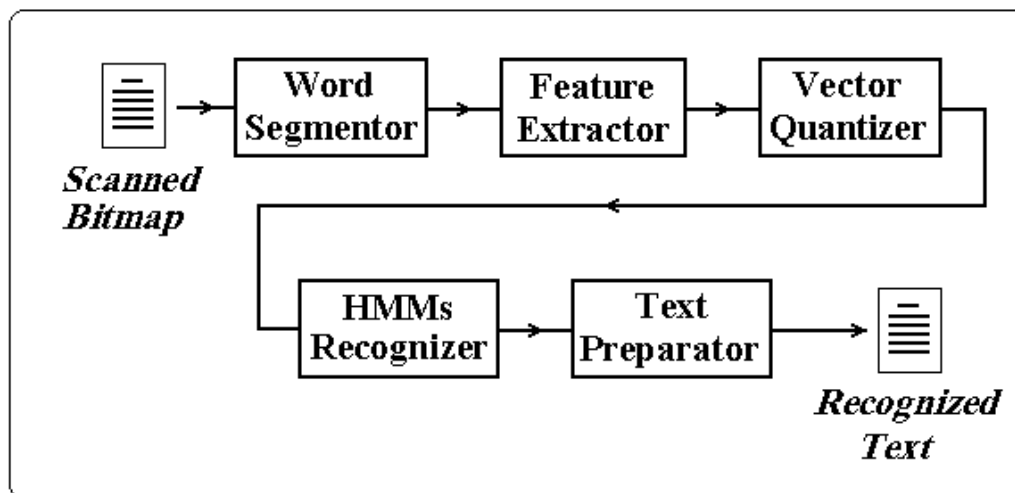 Word
Segmentor
Feature
Extractor
Vector
Quantizer
Scanned
Bitmap
HMMs
Recognizer
Text
Preparator
Recognized
Text